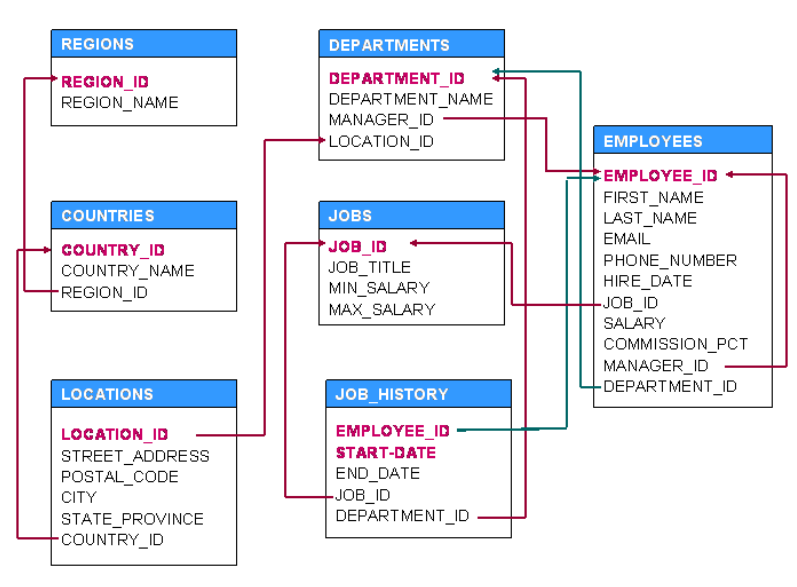 REGIONS
REGION_ID
REGION_NAME
DEPARTMENTS
DEPARTMENT_ID
DEPARTMENT_NAME
MANAGER_ID
LOCATION_ID
EMPLOYEES
EMPLOYEE_ID
FIRST_NAME
LAST_NAME
EMAIL
PHONE_NUMBER
HIRE_DATE
JOB_ID
SALARY
COMMISSION_PCT
MANAGER_ID
DEPARTMENT_ID
COUNTRIES
COUNTRY_ID
COUNTRY_NAME
REGION_ID
JOBS
JOB_ID
JOB_TITLE
MIN_SALARY
MAX_SALARY
LOCATIONS
LOCATION_ID
STREET_ADDRESS
POSTAL_CODE
CITY
STATE_PROVINCE
COUNTRY_ID
JOB_HISTORY
EMPLOYEE_ID
START-DATE
END_DATE
JOB_ID
DEPARTMENT_ID